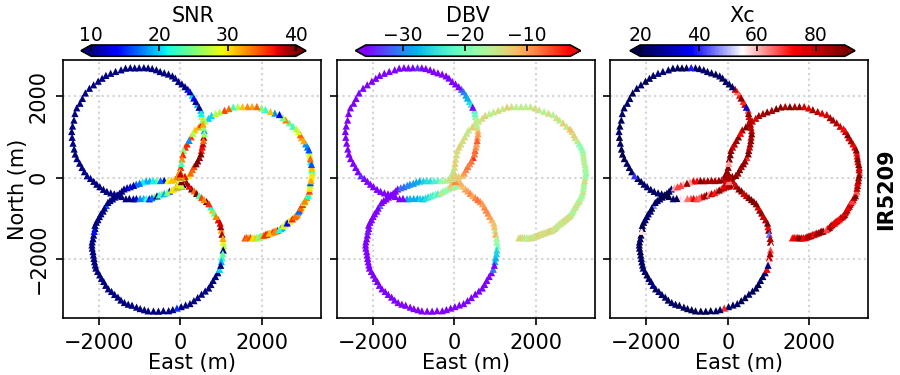 SNR DBV Xc
10 20 30 40 −30 −20 −10 20 40 60 80
2000
0
−2000
North (m)
IR5209
−2000 0 2000 −2000 0 2000 −2000 0 2000
East (m) East (m) East (m)